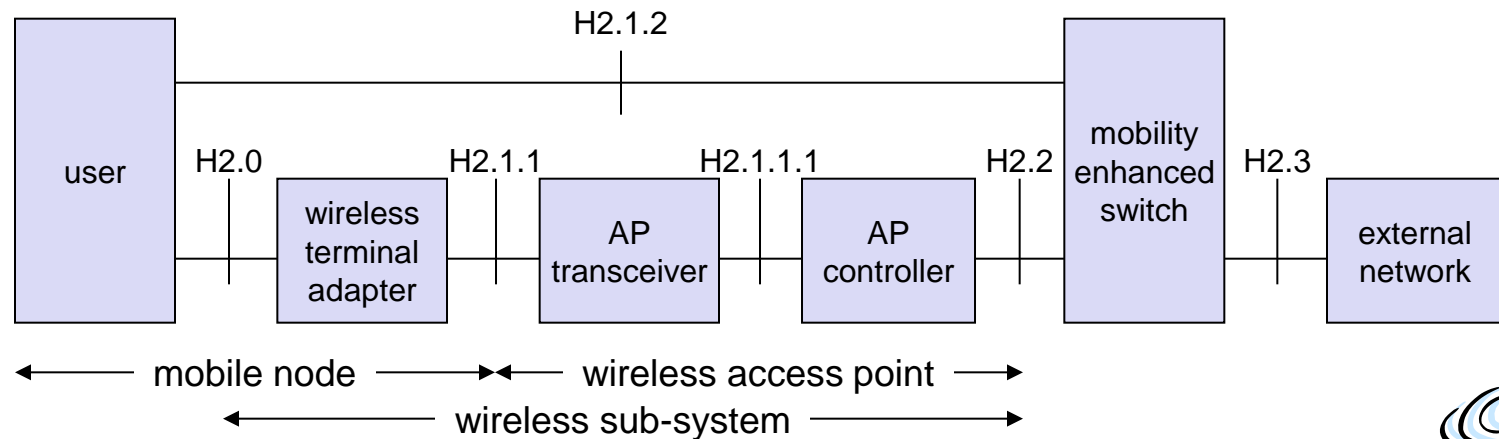 H2.1.2
user
H2.0
wireless
terminal
adapter
H2.1.1
AP
transceiver
H2.1.1.1
AP
controller
H2.2
mobility
enhanced
switch
H2.3
external
network
mobile node
wireless access point
wireless sub-system